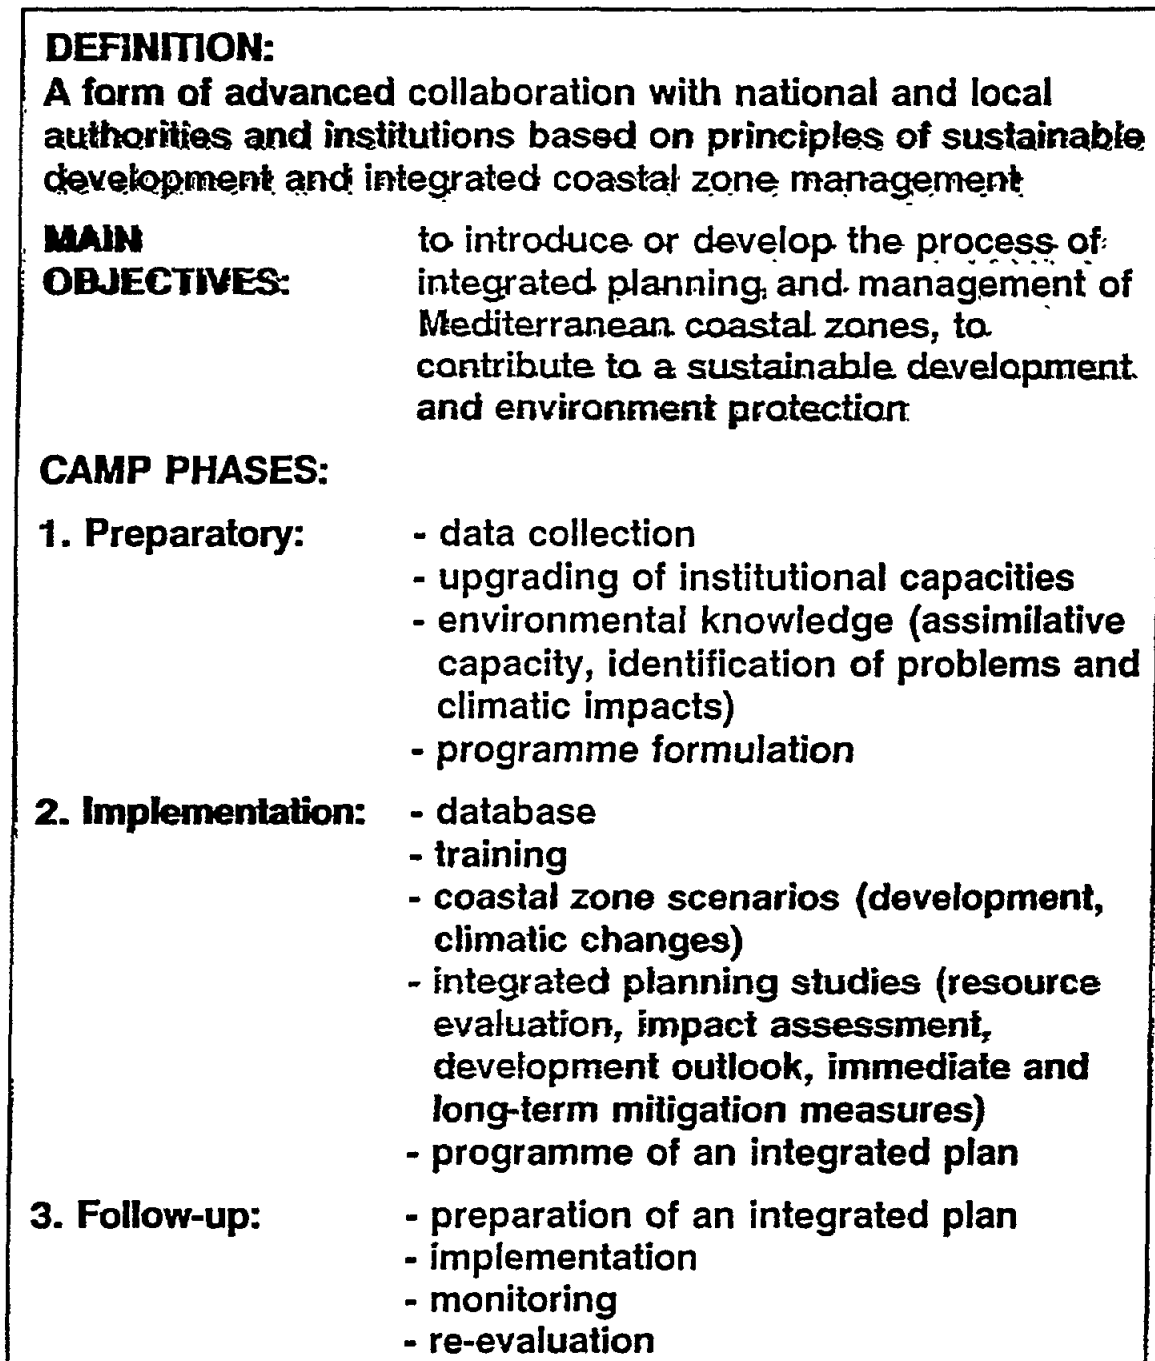 DEFINITION:
A form of advanced collaboration with national and local
authorities and institutions based on principles of sustainable
development and integrated coastal zone management
MAIN
OBJECTIVES:
to introduce or develop the process of
integrated planning and management of
Mediterranean coastal zones, to
contribute to a sustainable development
and environment protection
CAMP PHASES:
1. Preparatory:
- data collection
- upgrading of institutional capacities
- environmental knowledge (assimilative
capacity, identification of problems and
climatic impacts)
- programme formulation
2. Implementation:
- database
- training
- coastal zone scenarios (development,
climatic changes)
- integrated planning studies (resource
evaluation, impact assessment,
development outlook, immediate and
long-term mitigation measures)
- programme of an integrated plan
3. Follow-up:
- preparation of an integrated plan
- implementation
- monitoring
- re-evaluation